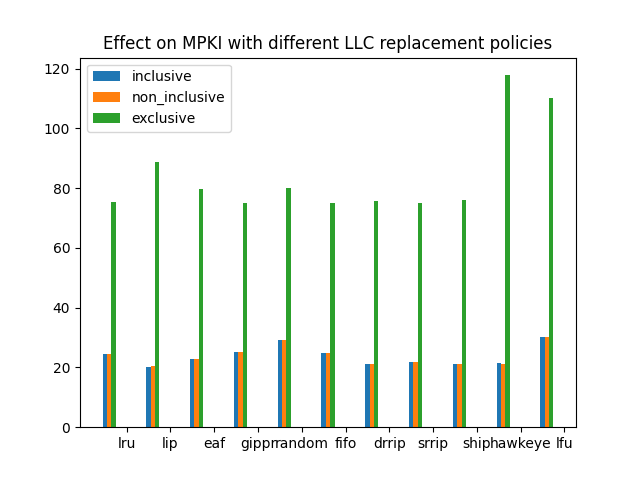 Effect on MPKI with different LLC replacement policies
inclusive
non_inclusive
exclusive
120
100
80
60
40
20
0
lru lip eaf gippr random fifo drrip srrip ship hawkeye lfu